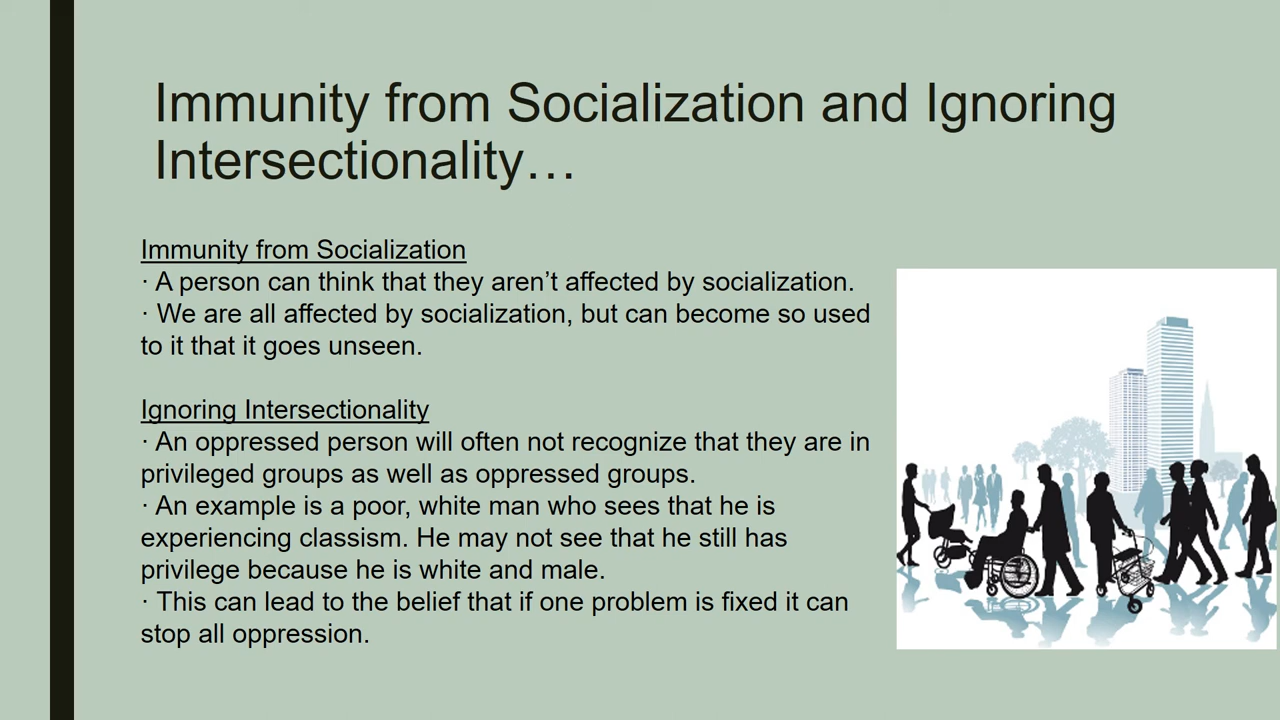 Immunity from Socialization and Ignoring
Intersectionality…
Immunity from Socialization
· A person can think that they aren’t affected by socialization.
· We are all affected by socialization, but can become so used
to it that it goes unseen.
Ignoring Intersectionality
· An oppressed person will often not recognize that they are in
privileged groups as well as oppressed groups.
· An example is a poor, white man who sees that he is
experiencing classism. He may not see that he still has
privilege because he is white and male.
· This can lead to the belief that if one problem is fixed it can
stop all oppression.